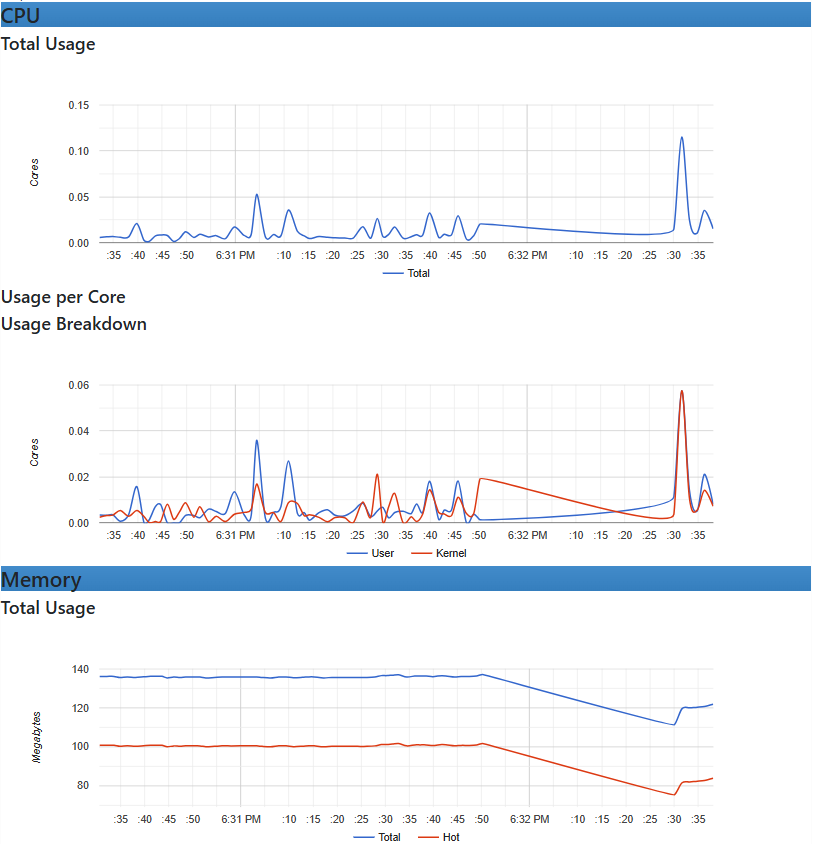 CPU
Total Usage
0.15
0.10
0.05
0.00
Cores
:35 :40 :45 :50 6:31 PM :10 :15 :20 :25 :30 :35 :40 :45 :50 6:32 PM :10 :15 :20 :25 :30 :35
Total
Usage per Core
Usage Breakdown
0.06
0.04
0.02
0.00
Cores
:35 :40 :45 :50 6:31 PM :10 :15 :20 :25 :30 :35 :40 :45 :50 6:32 PM :10 :15 :20 :25 :30 :35
User Kernel
Memory
Total Usage
140
120
100
80
Megabytes
:35 :40 :45 :50 6:31 PM :10 :15 :20 :25 :30 :35 :40 :45 :50 6:32 PM :10 :15 :20 :25 :30 :35
Total Hot